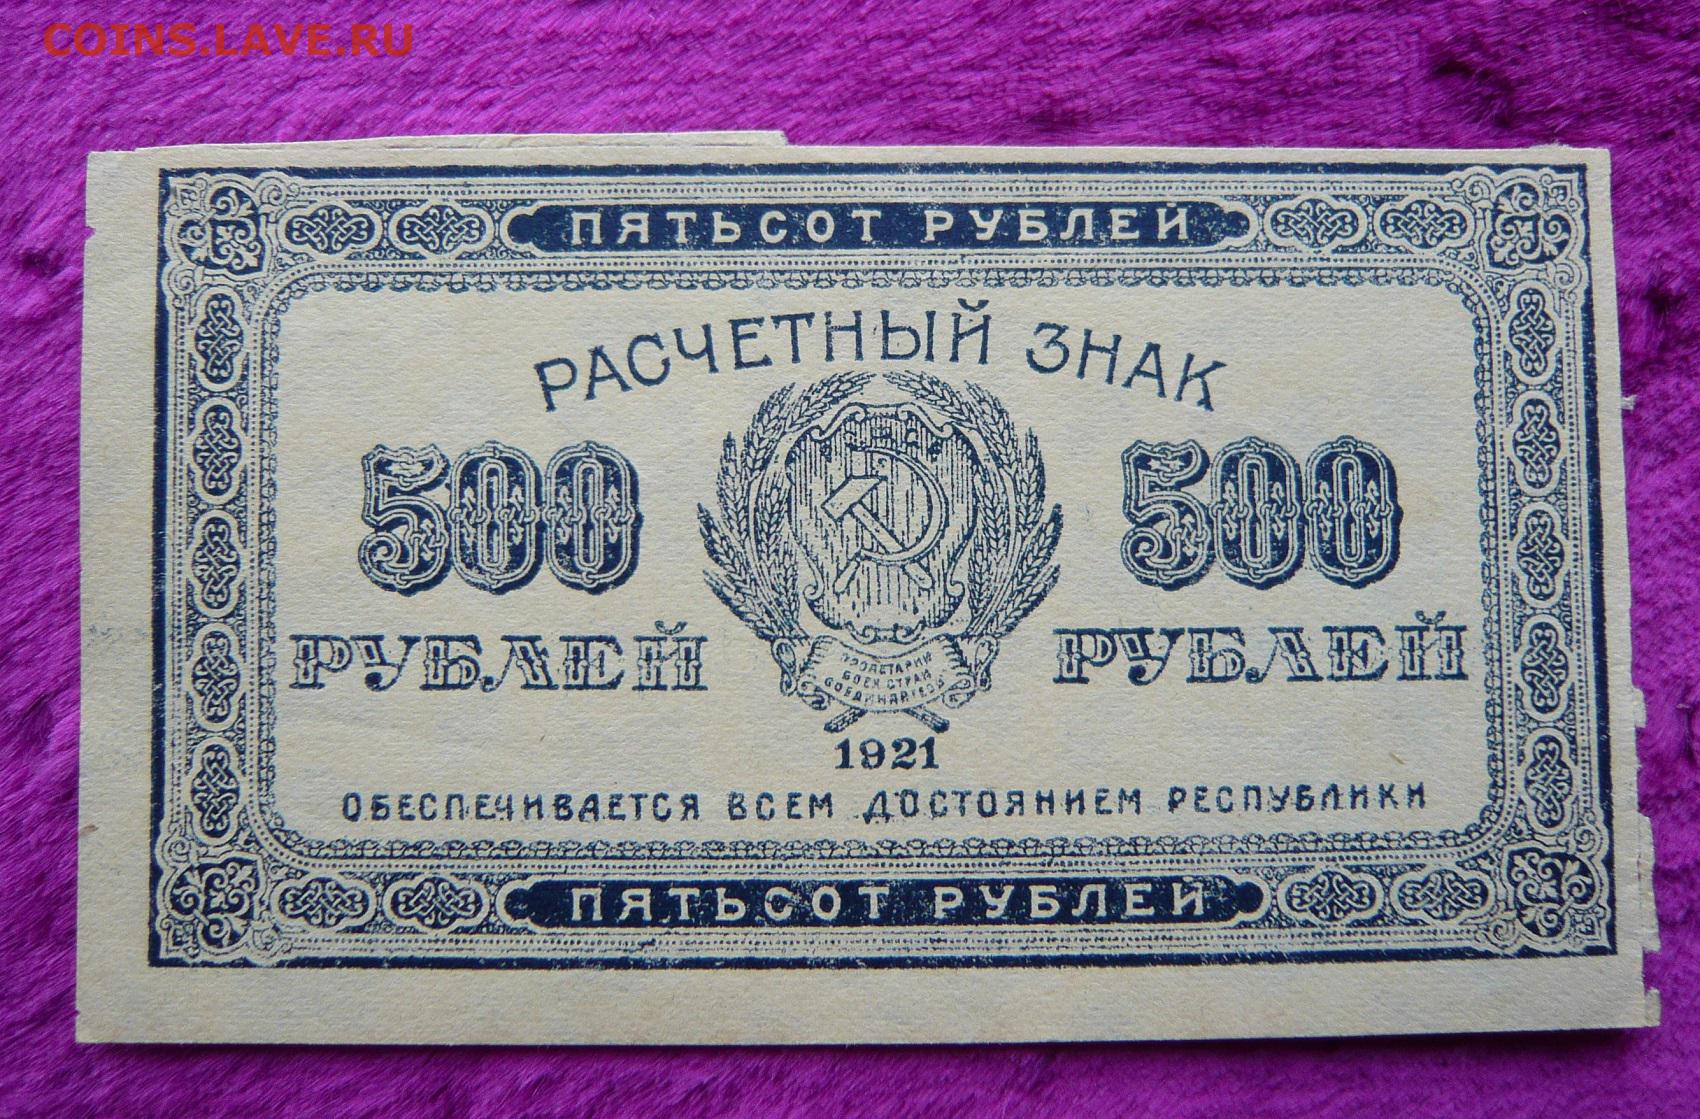 COINS.LAVE.RU
ПЯТЬСОТ РУБЛЕЙ
РАСЧЕТНЫЙ ЗНАК
500 500
РУБЛЕЙ РУБЛЕЙ
ПРОЛЕТАРИИ
ВСЕХ СТРАН
СОЕДИНЯЙТЕСЬ
1921
ОБЕСПЕЧИВАЕТСЯ ВСЕМ ДОСТОЯНИЕМ РЕСПУБЛИКИ
ПЯТЬСОТ РУБЛЕЙ